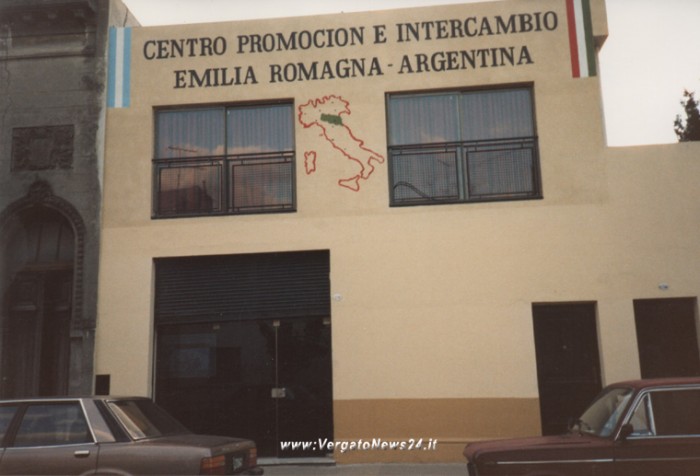 CENTRO PROMOCION E INTERCAMBIO
EMILIA ROMAGNA - ARGENTINA
www:VergatoNews24.it